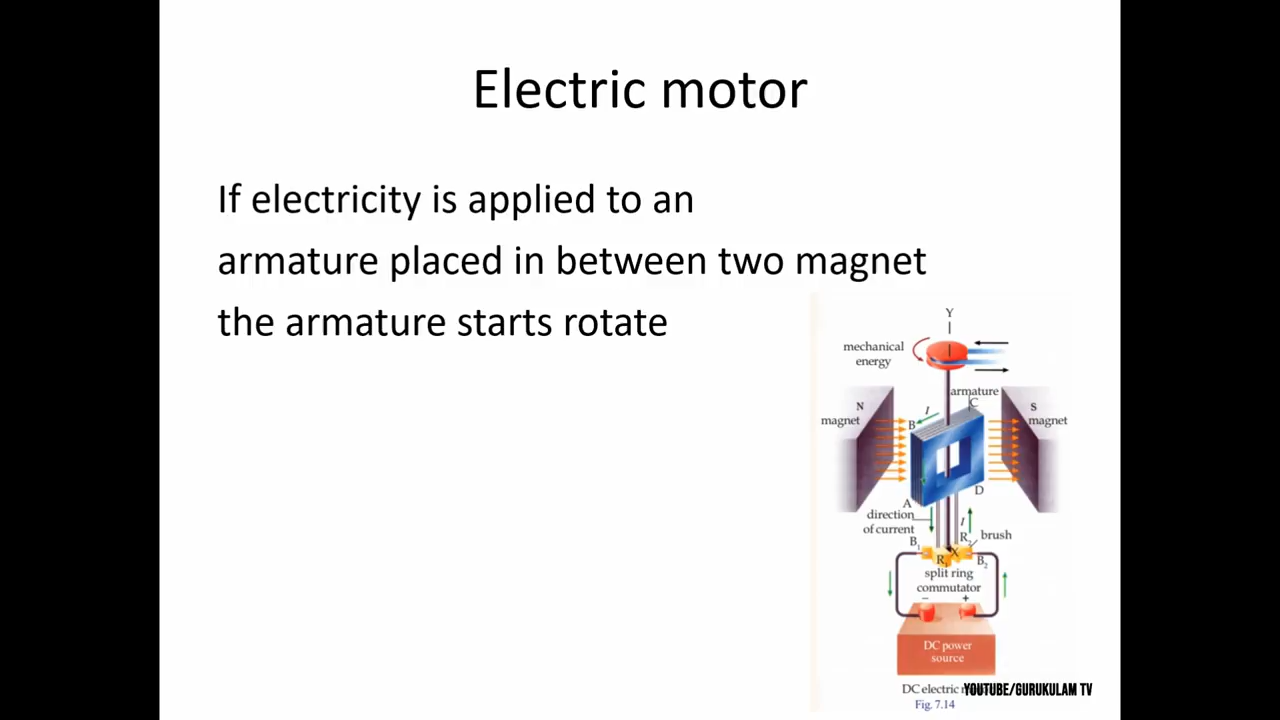 Electric motor
If electricity is applied to an
armature placed in between two magnet
the armature starts rotate
Y
mechanical
energy
armature
C
N
magnet
I
B
S
magnet
D
A
direction
of current
I
B1
R2
brush
R1
X
B2
split ring
commutator
− +
DC power
source
DC electric
YOUTUBE/GURUKULAM TV
Fig. 7.14